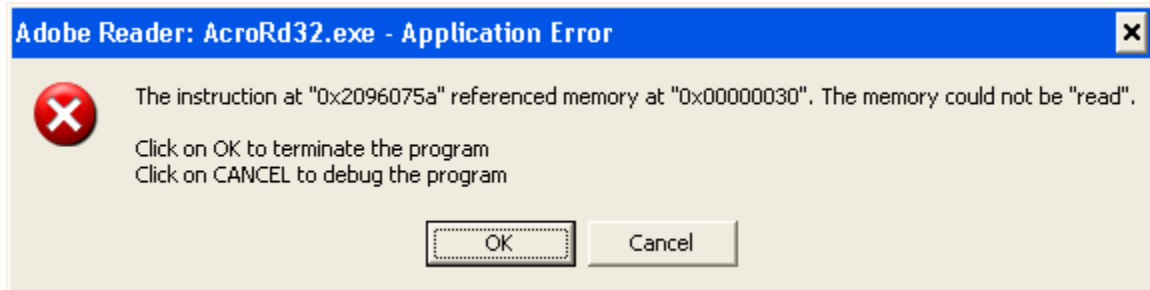 Adobe Reader: AcroRd32.exe - Application Error
The instruction at "0x2096075a" referenced memory at "0x00000030". The memory could not be "read".
Click on OK to terminate the program
Click on CANCEL to debug the program
OK Cancel